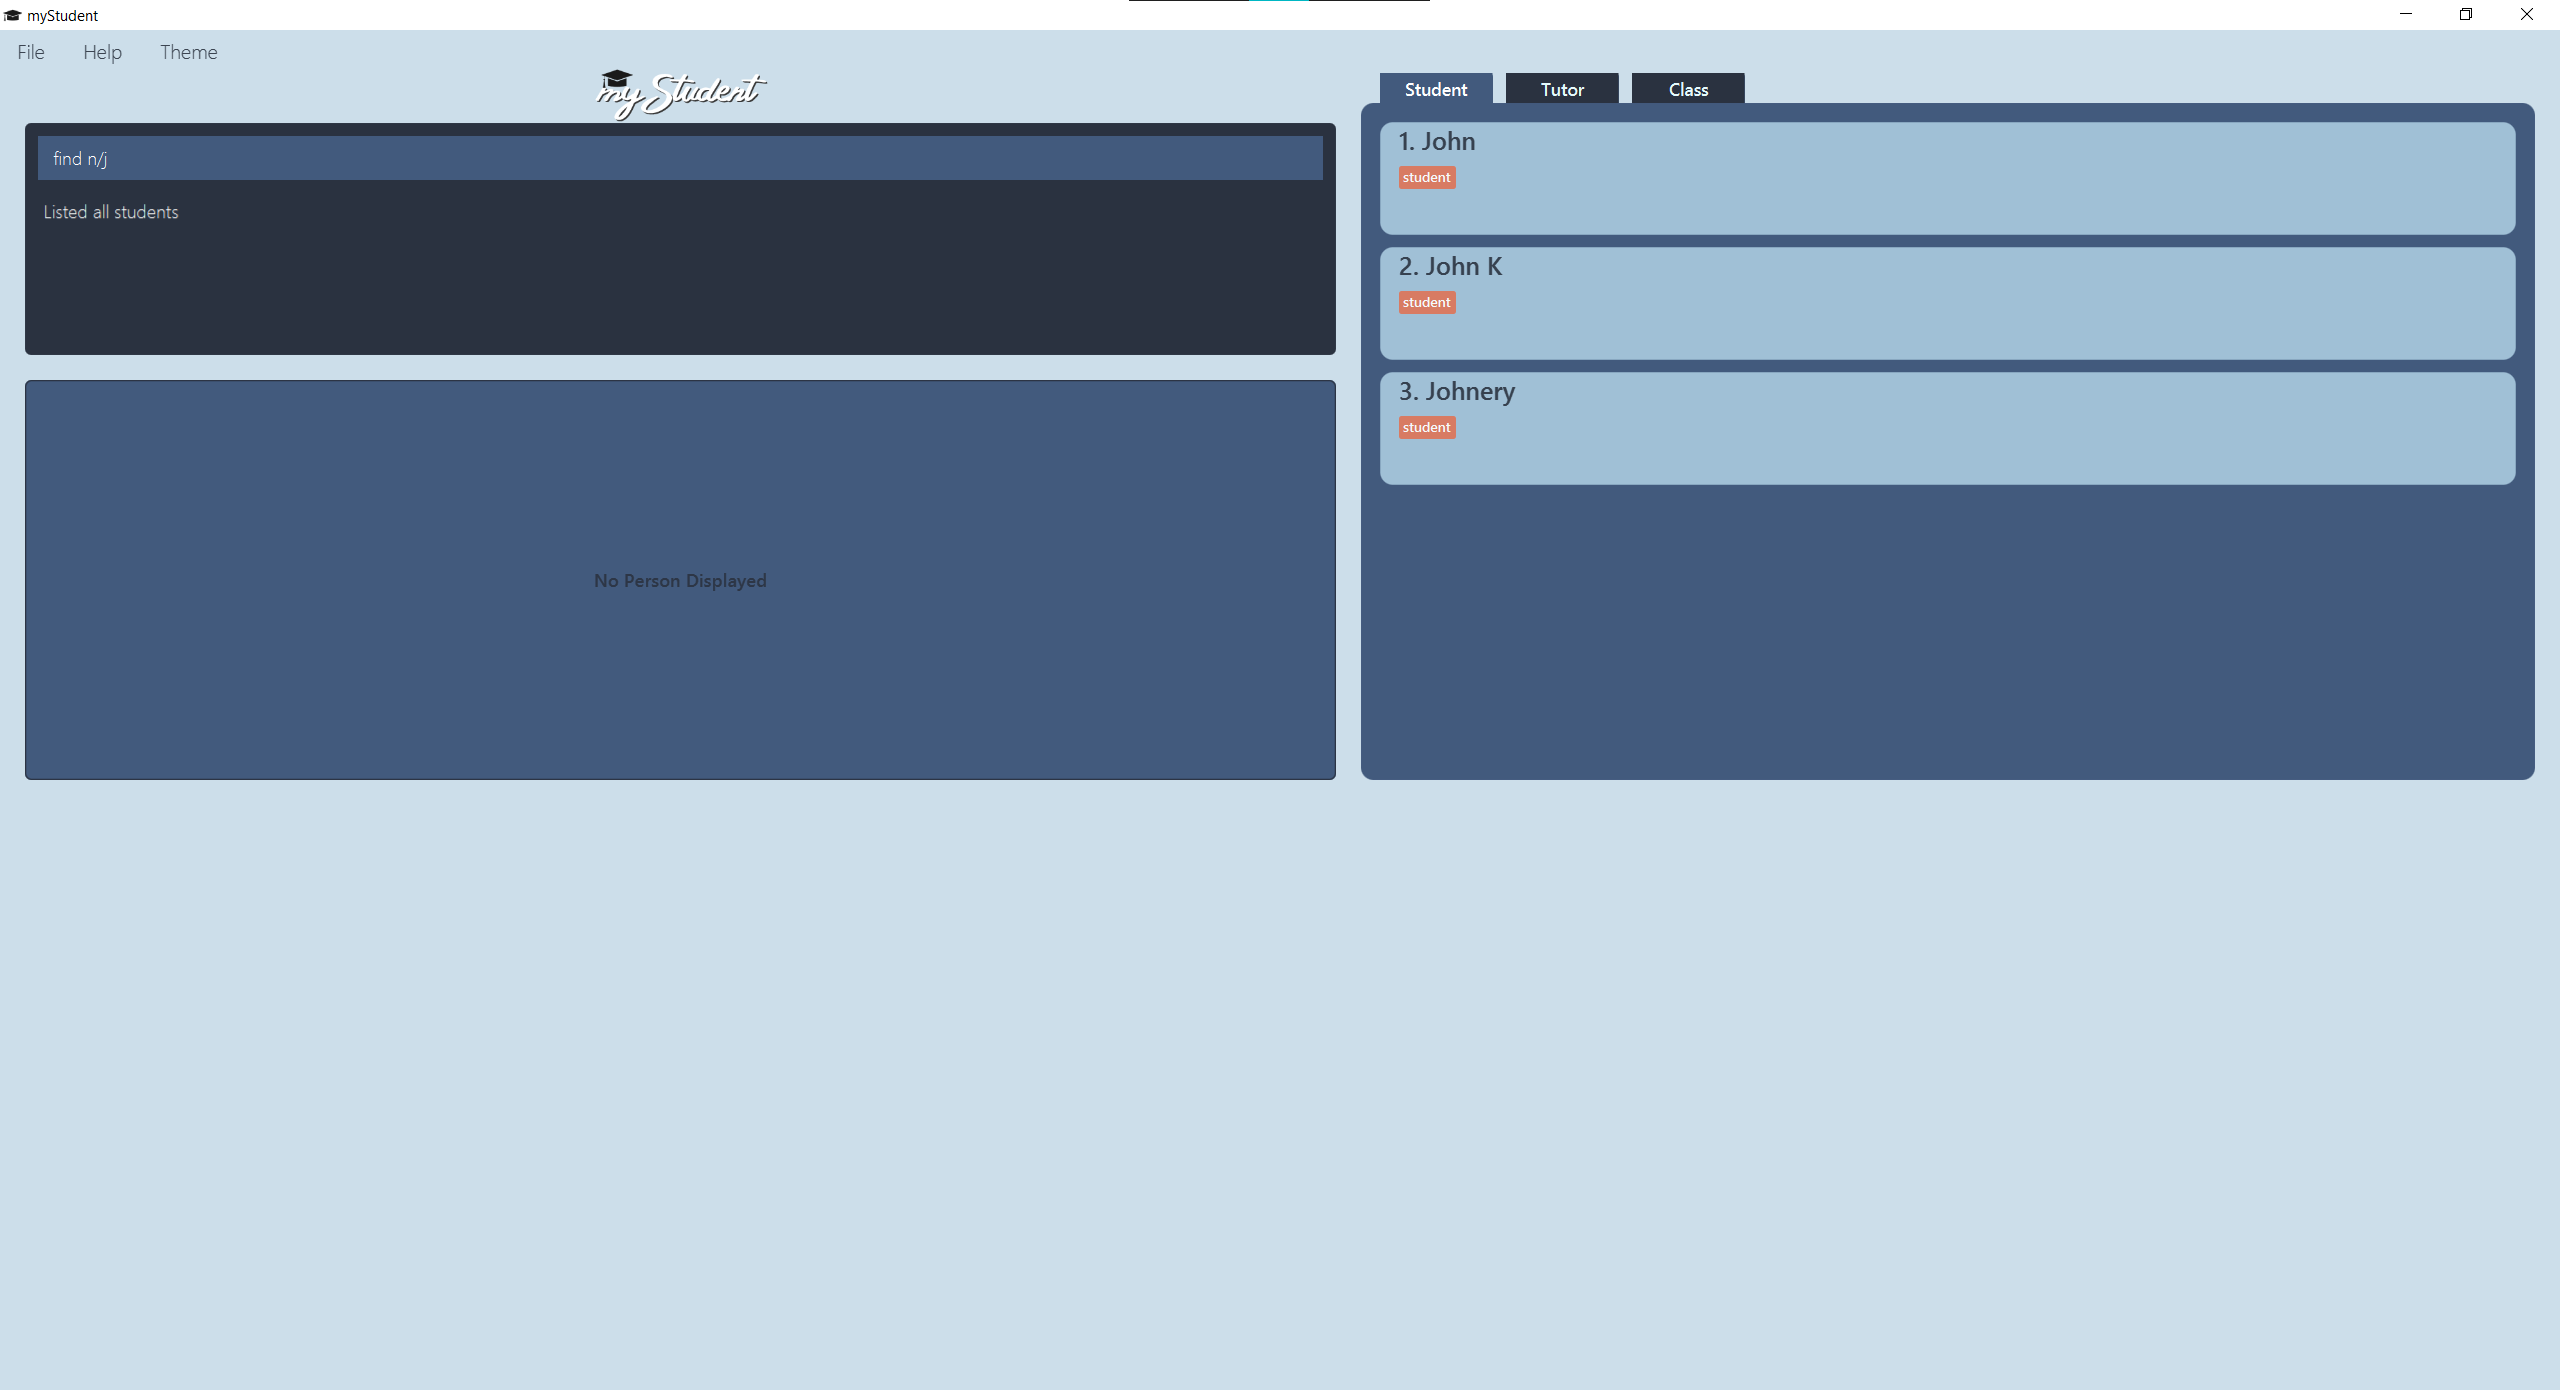 myStudent
File Help Theme
myStudent
find n/j
Listed all students
No Person Displayed
Student Tutor Class
1. John
student
2. John K
student
3. Johnery
student